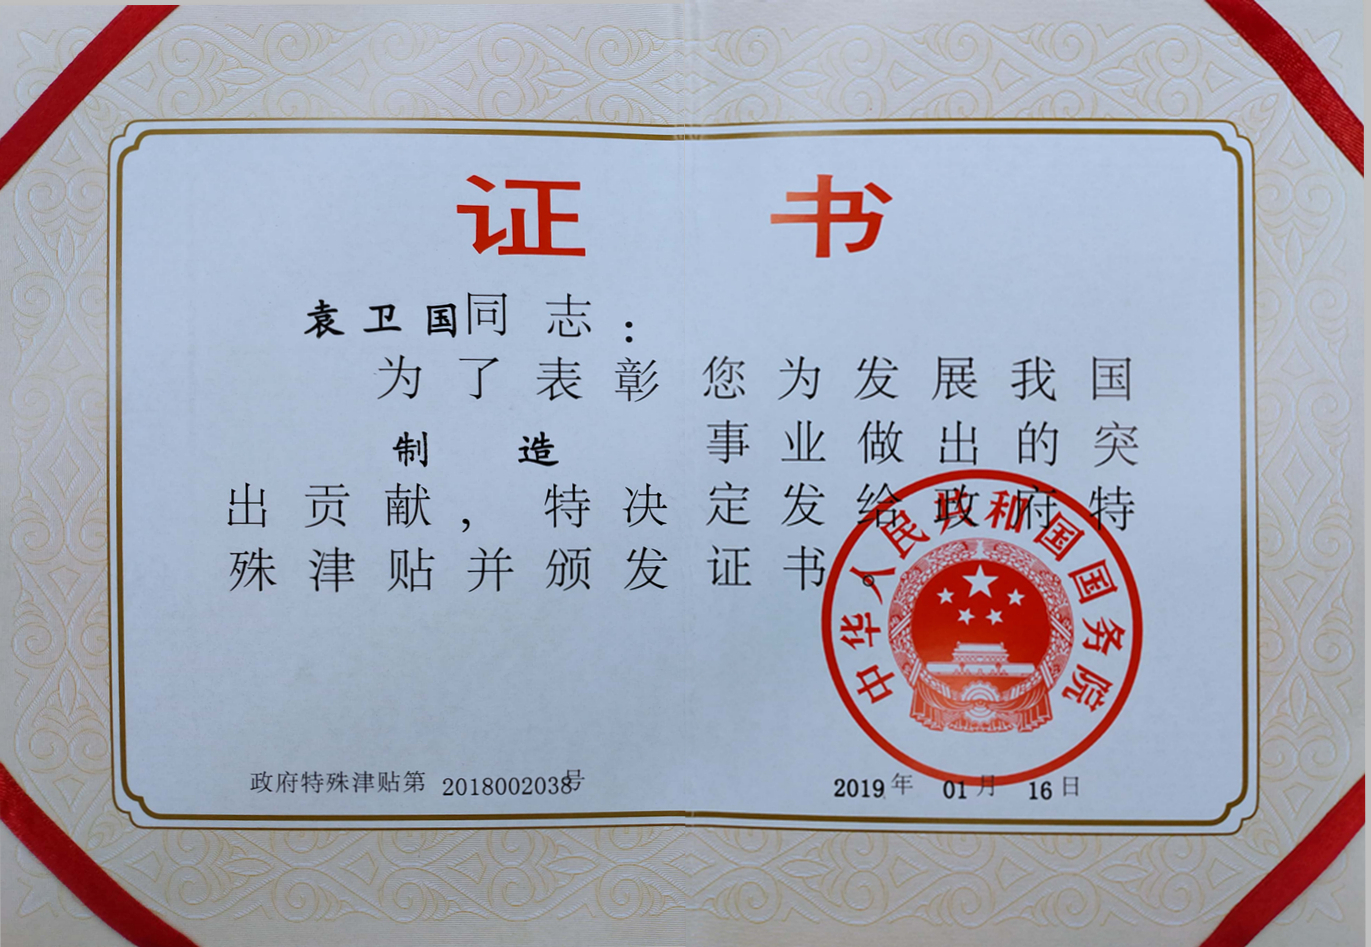 证书
袁卫国同志：
为了表彰您为发展我国
制造事业做出的突
出贡献，特决定发给政府特
殊津贴并颁发证书。
中华人民共和国国务院
政府特殊津贴第 2018002038号
2019年 01月 16日